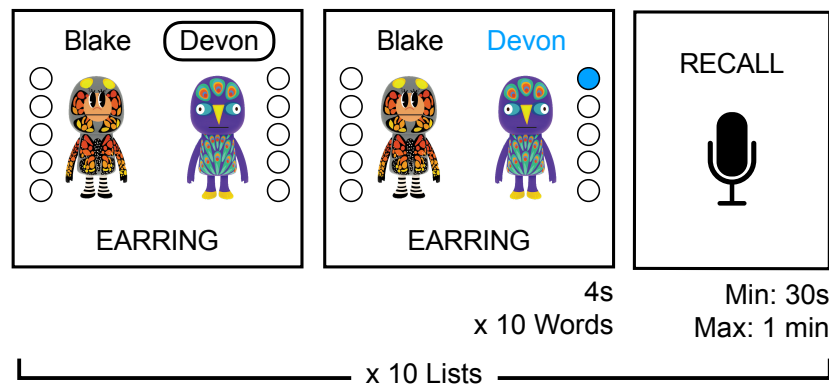 Blake Devon
EARRING
Blake Devon
EARRING
4s
x 10 Words
RECALL
Min: 30s
Max: 1 min
x 10 Lists